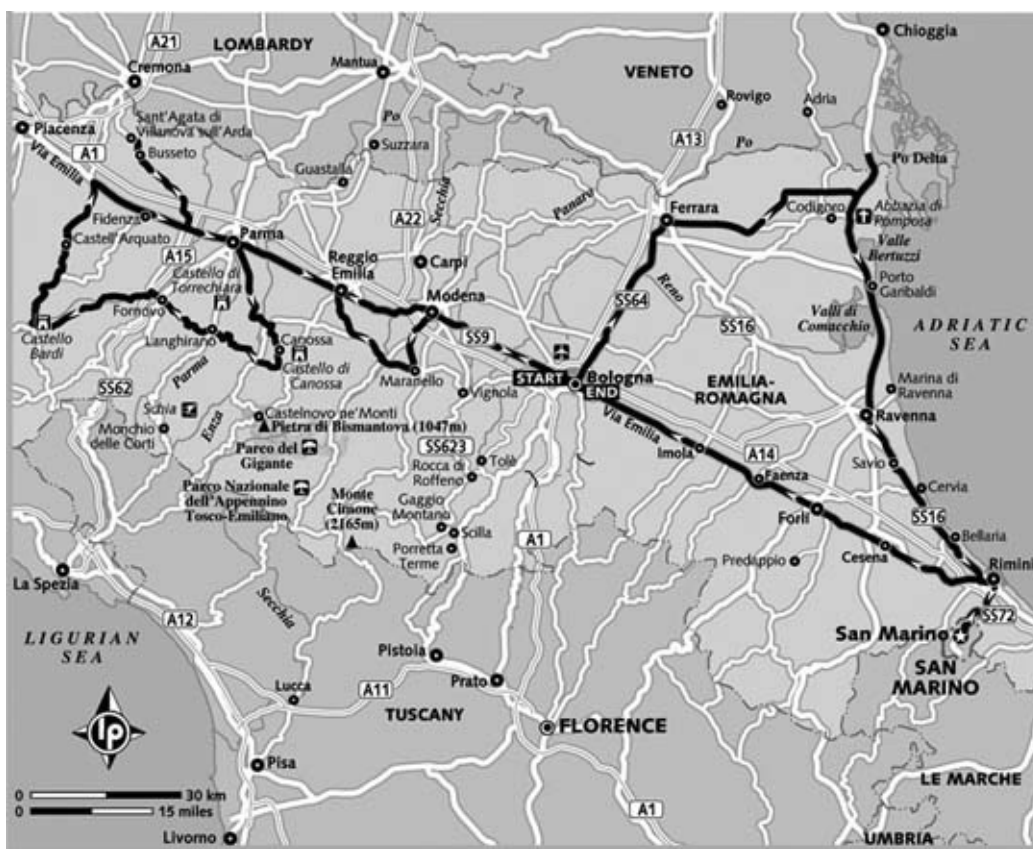 Chioggia
A21
LOMBARDY
Mantua
VENETO
Cremona
Rovigo
Adria
Sant'Agata di
Villanova sull'Arda
Piacenza
Po
A13
Po
Busseto
Suzzara
Po Delta
Via Emilia
A1
Guastalla
Secchia
Panaro
Ferrara
Codigoro
Abbazia di
Pomposa
Fidenza
A22
Castell'Arquato
Parma
Valle
Bertuzzi
A15
Reggio
Emilia
Carpi
Castello di
Torrechiara
Modena
Reno
Porto
Garibaldi
SS64
Fornovo
SS9
SS16
Valli di
Comacchio
ADRIATIC
SEA
Castello
Bardi
Langhirano
Canossa
Castello di
Canossa
Maranello
START
Bologna
END
EMILIA-
ROMAGNA
Marina di
Ravenna
SS62
Parma
Vignola
Schia
Enza
Castelnovo ne'Monti
Pietra di Bismantova (1047m)
Via Emilia
Ravenna
Monchio
delle Corti
SS623
Imola
A14
Parco del
Gigante
Tolè
Rocca di
Roffeno
Faenza
Savio
Cervia
Parco Nazionale
dell'Appennino
Tosco-Emiliano
Monte
Cimone
(2165m)
Gaggio
Montano
Scilla
Forlì
SS16
Bellaria
A1
Porretta
Terme
Predappio
Cesena
Rimini
La Spezia
Secchia
SS72
A12
San Marino
LIGURIAN
SEA
Pistoia
SAN
MARINO
Prato
Lucca
A11
TUSCANY
FLORENCE
lp
Pisa
LE MARCHE
0 30 km
0 15 miles
A1
Livorno
UMBRIA